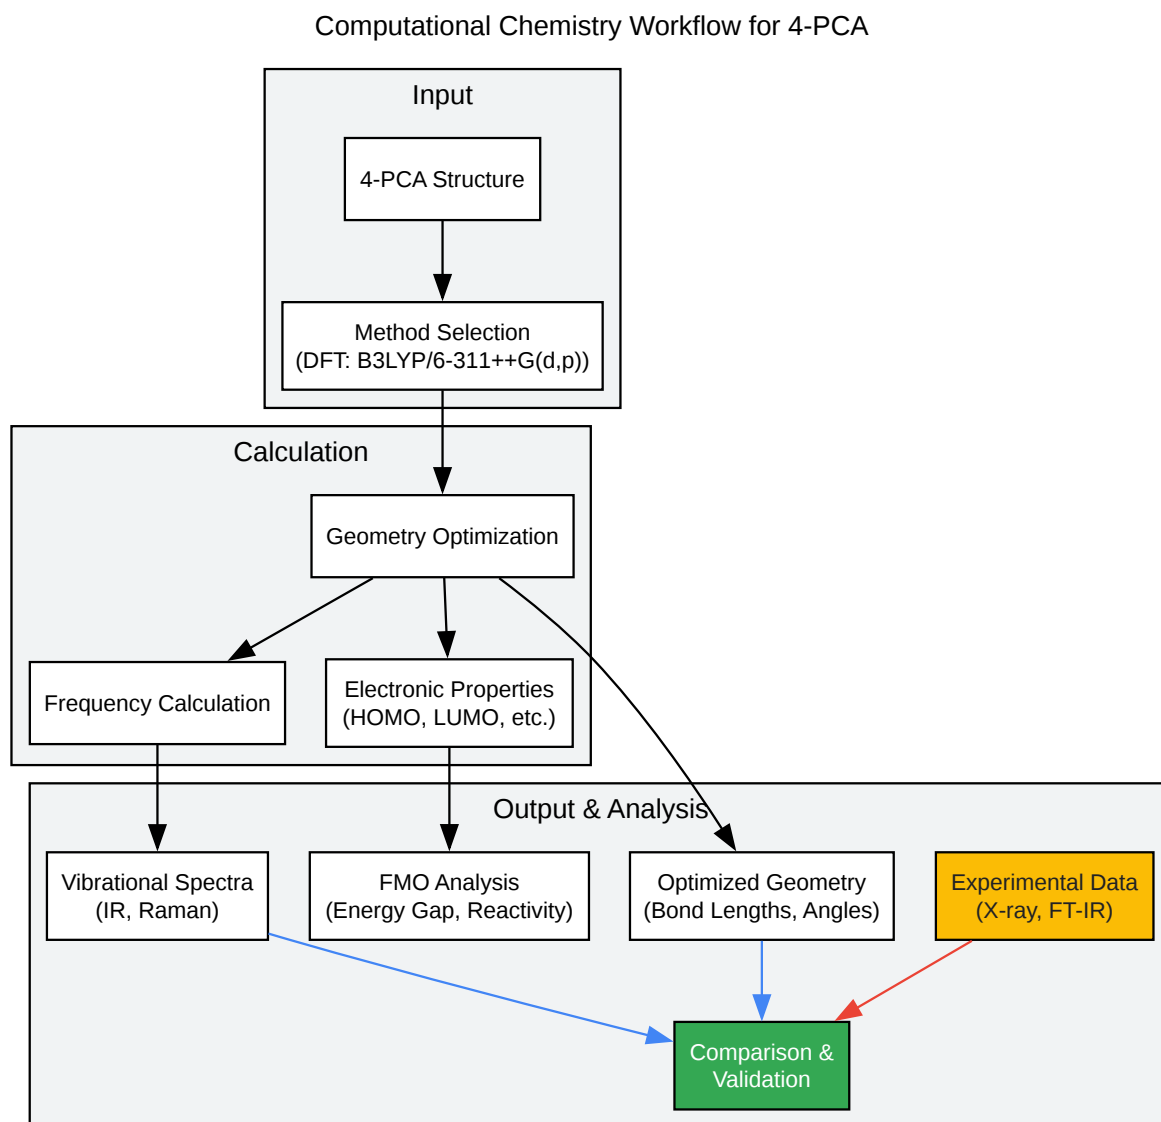 Computational Chemistry Workflow for 4-PCA
Input
4-PCA Structure
Method Selection
(DFT: B3LYP/6-311++G(d,p))
Calculation
Geometry Optimization
Frequency Calculation
Electronic Properties
(HOMO, LUMO, etc.)
Output & Analysis
Vibrational Spectra
(IR, Raman)
FMO Analysis
(Energy Gap, Reactivity)
Optimized Geometry
(Bond Lengths, Angles)
Experimental Data
(X-ray, FT-IR)
Comparison &
Validation